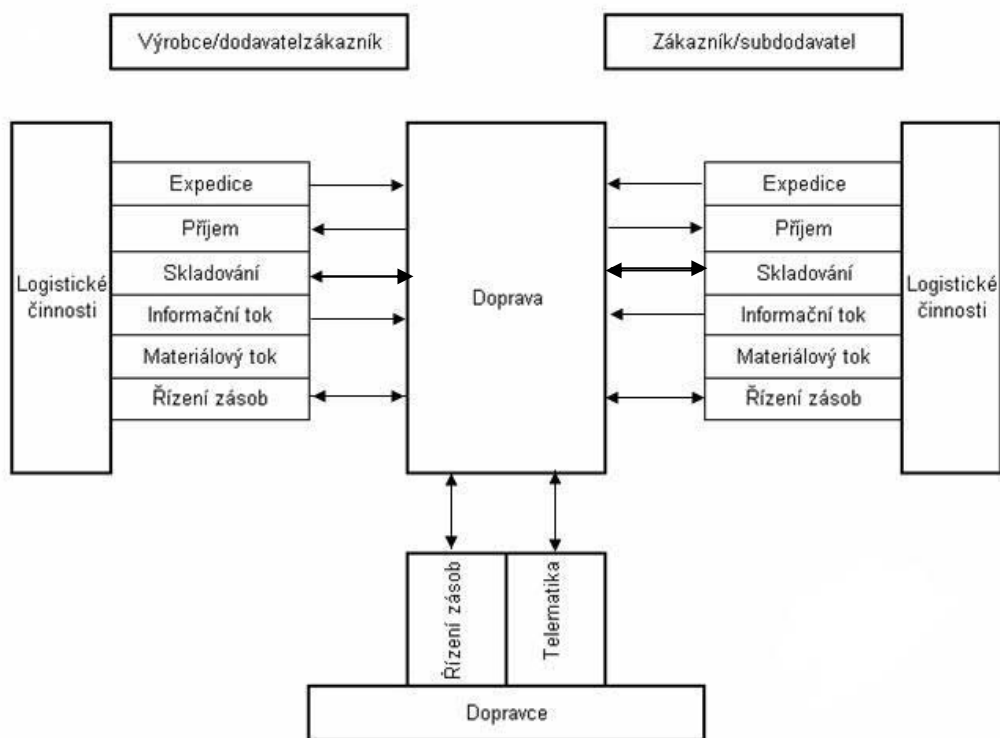 Výrobce/dodavatelzákazník
Zákazník/subdodavatel
Logistické
činnosti
Expedice
Příjem
Skladování
Informační tok
Materiálový tok
Řízení zásob
Doprava
Expedice
Příjem
Skladování
Informační tok
Materiálový tok
Řízení zásob
Logistické
činnosti
Řízení zásob
Telematika
Dopravce